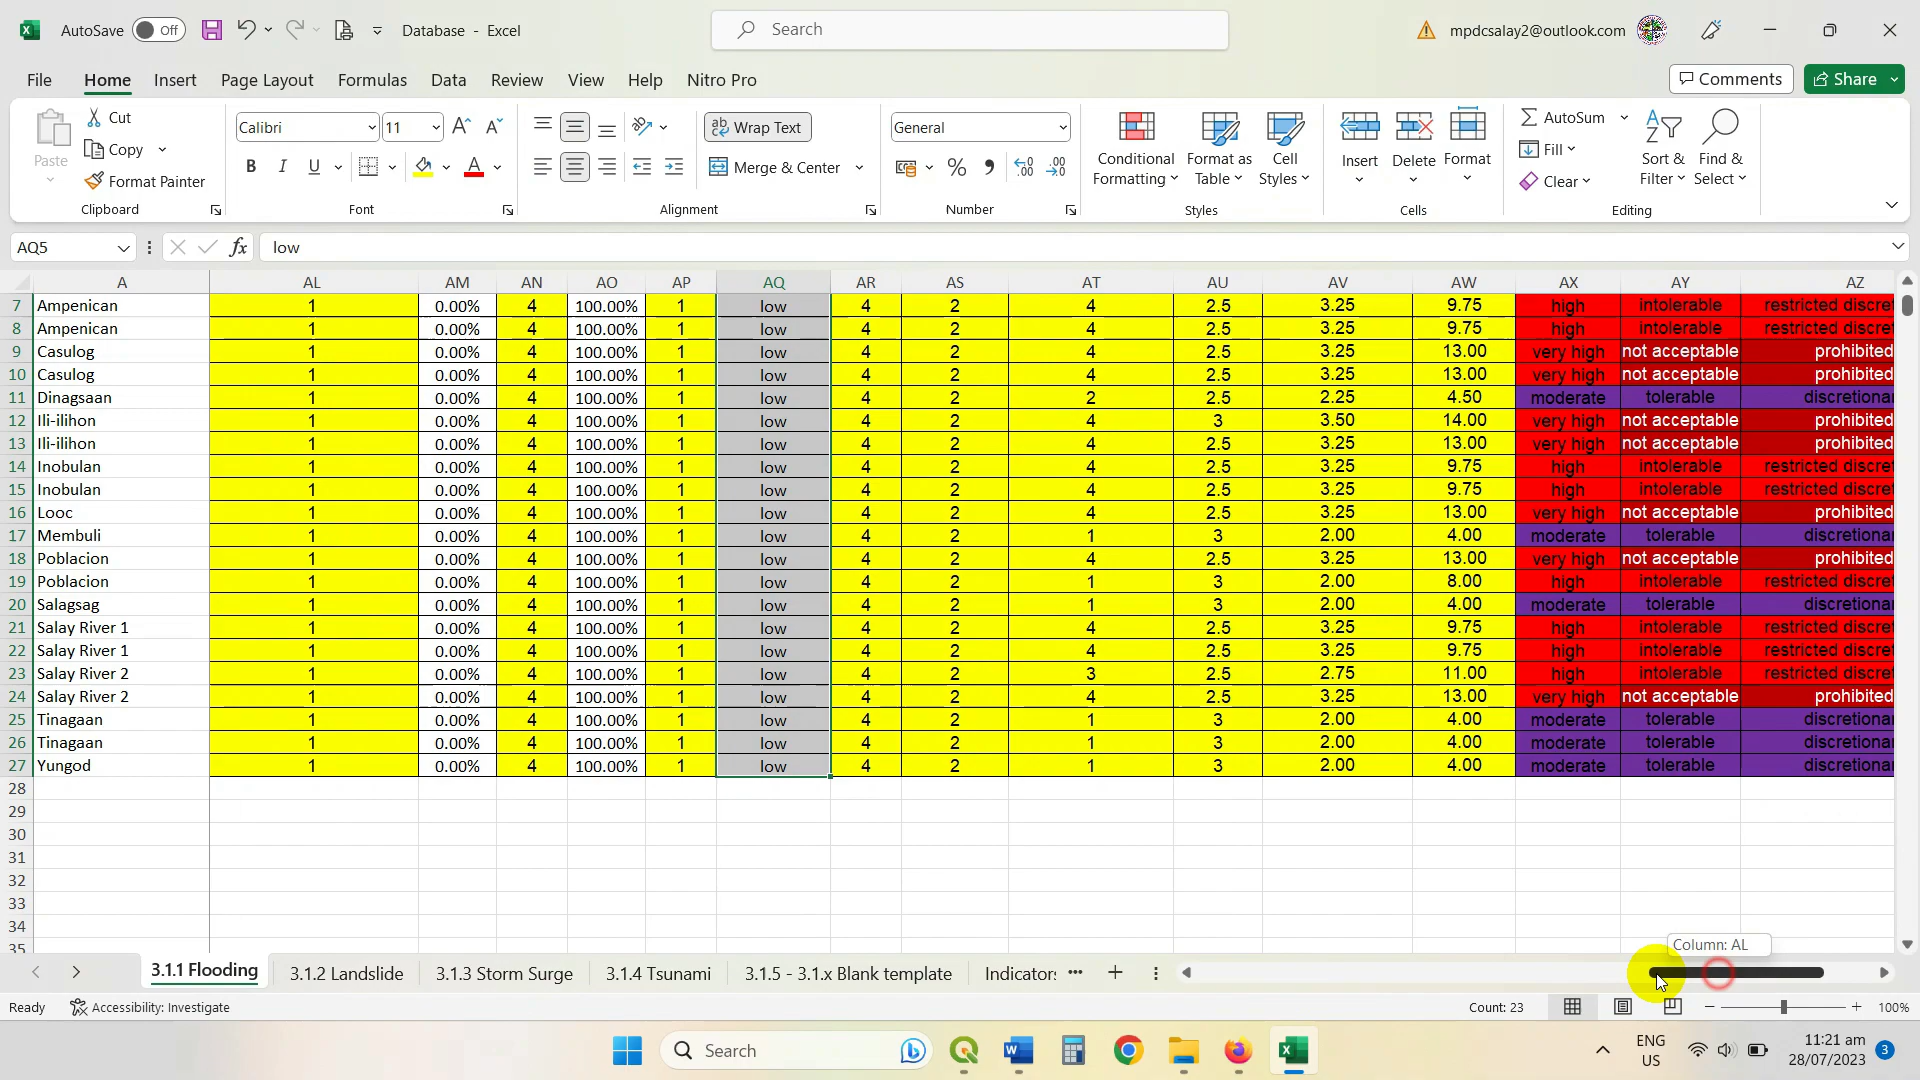 AutoSave Off Database - Excel Search mpdcsalay2@outlook.com
File Home Insert Page Layout Formulas Data Review View Help Nitro Pro Comments Share
Paste Cut Copy Format Painter Clipboard
Calibri 11 B I U A Font
Wrap Text Merge & Center Alignment
General % Number
Conditional Formatting Format as Table Cell Styles Styles
Insert Delete Format Cells
AutoSum Fill Clear Sort & Filter Find & Select Editing
AQ5 fx low
A AL AM AN AO AP AQ AR AS AT AU AV AW AX AY AZ
7 Ampenican 1 0.00% 4 100.00% 1 low 4 2 4 2.5 3.25 9.75 high intolerable restricted discret
8 Ampenican 1 0.00% 4 100.00% 1 low 4 2 4 2.5 3.25 9.75 high intolerable restricted discret
9 Casulog 1 0.00% 4 100.00% 1 low 4 2 4 2.5 3.25 13.00 very high not acceptable prohibited
10 Casulog 1 0.00% 4 100.00% 1 low 4 2 4 2.5 3.25 13.00 very high not acceptable prohibited
11 Dinagsaan 1 0.00% 4 100.00% 1 low 4 2 2 2.5 2.25 4.50 moderate tolerable discretionar
12 Ili-ilihon 1 0.00% 4 100.00% 1 low 4 2 4 3 3.50 14.00 very high not acceptable prohibited
13 Ili-ilihon 1 0.00% 4 100.00% 1 low 4 2 4 2.5 3.25 13.00 very high not acceptable prohibited
14 Inobulan 1 0.00% 4 100.00% 1 low 4 2 4 2.5 3.25 9.75 high intolerable restricted discret
15 Inobulan 1 0.00% 4 100.00% 1 low 4 2 4 2.5 3.25 9.75 high intolerable restricted discret
16 Looc 1 0.00% 4 100.00% 1 low 4 2 4 2.5 3.25 13.00 very high not acceptable prohibited
17 Membuli 1 0.00% 4 100.00% 1 low 4 2 1 3 2.00 4.00 moderate tolerable discretionar
18 Poblacion 1 0.00% 4 100.00% 1 low 4 2 4 2.5 3.25 13.00 very high not acceptable prohibited
19 Poblacion 1 0.00% 4 100.00% 1 low 4 2 1 3 2.00 8.00 high intolerable restricted discret
20 Salagsag 1 0.00% 4 100.00% 1 low 4 2 1 3 2.00 4.00 moderate tolerable discretionar
21 Salay River 1 1 0.00% 4 100.00% 1 low 4 2 4 2.5 3.25 9.75 high intolerable restricted discret
22 Salay River 1 1 0.00% 4 100.00% 1 low 4 2 4 2.5 3.25 9.75 high intolerable restricted discret
23 Salay River 2 1 0.00% 4 100.00% 1 low 4 2 3 2.5 2.75 11.00 high intolerable restricted discret
24 Salay River 2 1 0.00% 4 100.00% 1 low 4 2 4 2.5 3.25 13.00 very high not acceptable prohibited
25 Tinagaan 1 0.00% 4 100.00% 1 low 4 2 1 3 2.00 4.00 moderate tolerable discretionar
26 Tinagaan 1 0.00% 4 100.00% 1 low 4 2 1 3 2.00 4.00 moderate tolerable discretionar
27 Yungod 1 0.00% 4 100.00% 1 low 4 2 1 3 2.00 4.00 moderate tolerable discretionar
28
29
30
31
32
33
34
35
Column: AL
3.1.1 Flooding 3.1.2 Landslide 3.1.3 Storm Surge 3.1.4 Tsunami 3.1.5 - 3.1.x Blank template Indicator
Ready Accessibility: Investigate Count: 23 100%
Search ENG US 11:21 am 28/07/2023 3